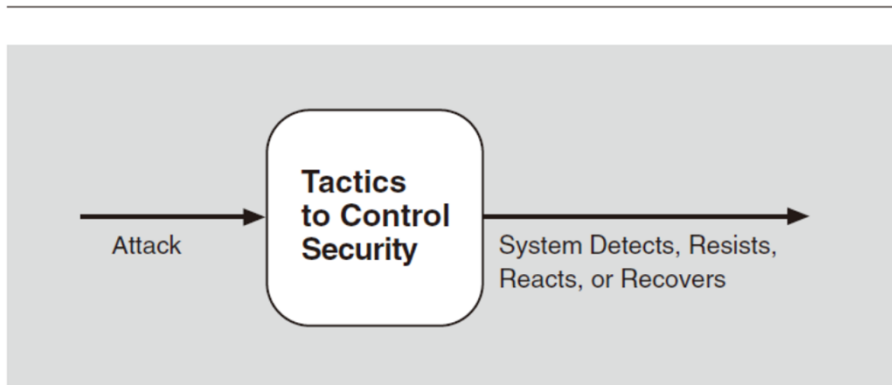 Tactics
to Control
Security
Attack
System Detects, Resists,
Reacts, or Recovers